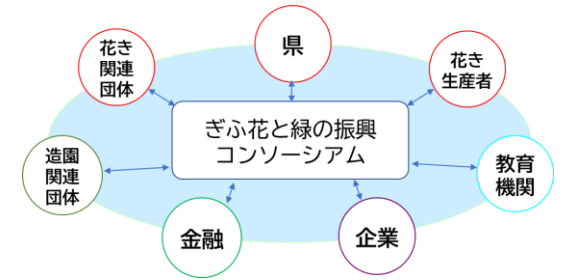 県
花き
関連
団体
花き
生産者
ぎふ花と緑の振興
コンソーシアム
造園
関連
団体
教育
機関
金融
企業